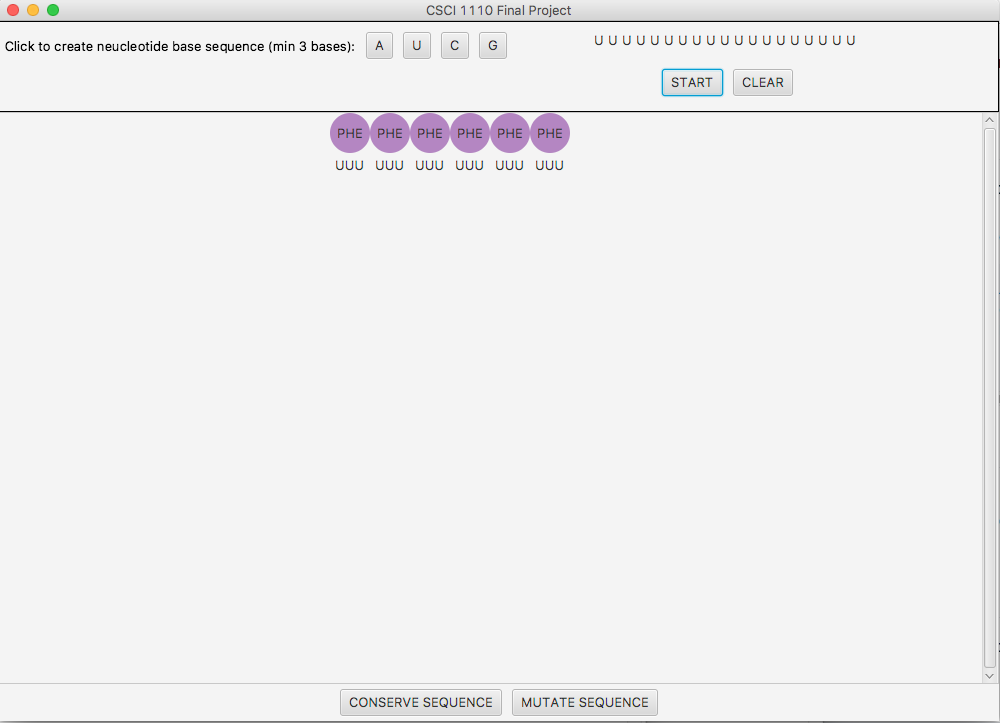 CSCI 1110 Final Project
Click to create neucleotide base sequence (min 3 bases): A U C G
U U U U U U U U U U U U U U U U U U U
START CLEAR
PHE PHE PHE PHE PHE PHE
UUU UUU UUU UUU UUU UUU
CONSERVE SEQUENCE MUTATE SEQUENCE